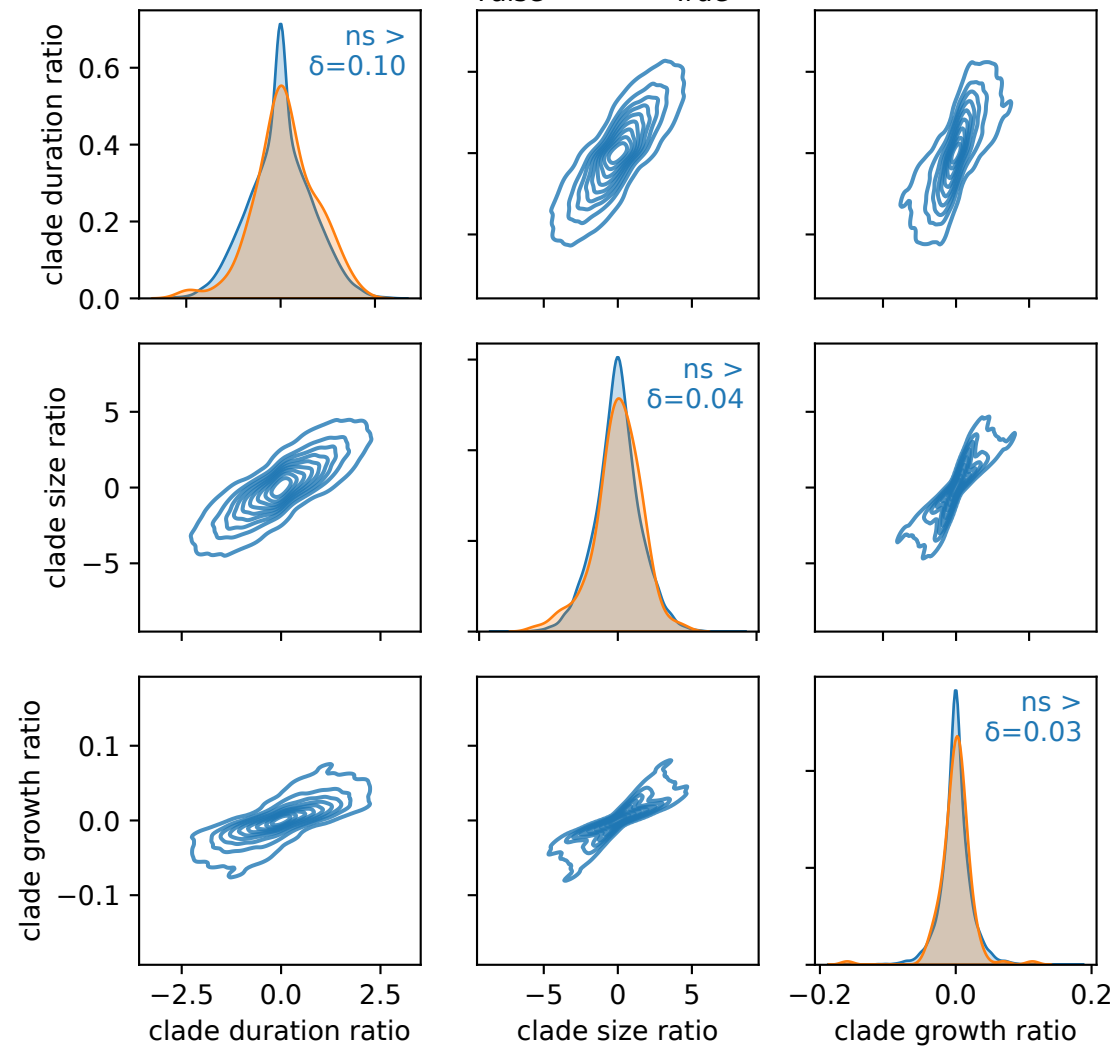 clade duration ratio
0.6
0.4
0.2
0.0
ns >
δ=0.10
clade size ratio
5
0
−5
ns >
δ=0.04
clade growth ratio
0.1
0.0
−0.1
ns >
δ=0.03
−2.5 0.0 2.5
−5 0 5
−0.2 0.0 0.2
clade duration ratio
clade size ratio
clade growth ratio